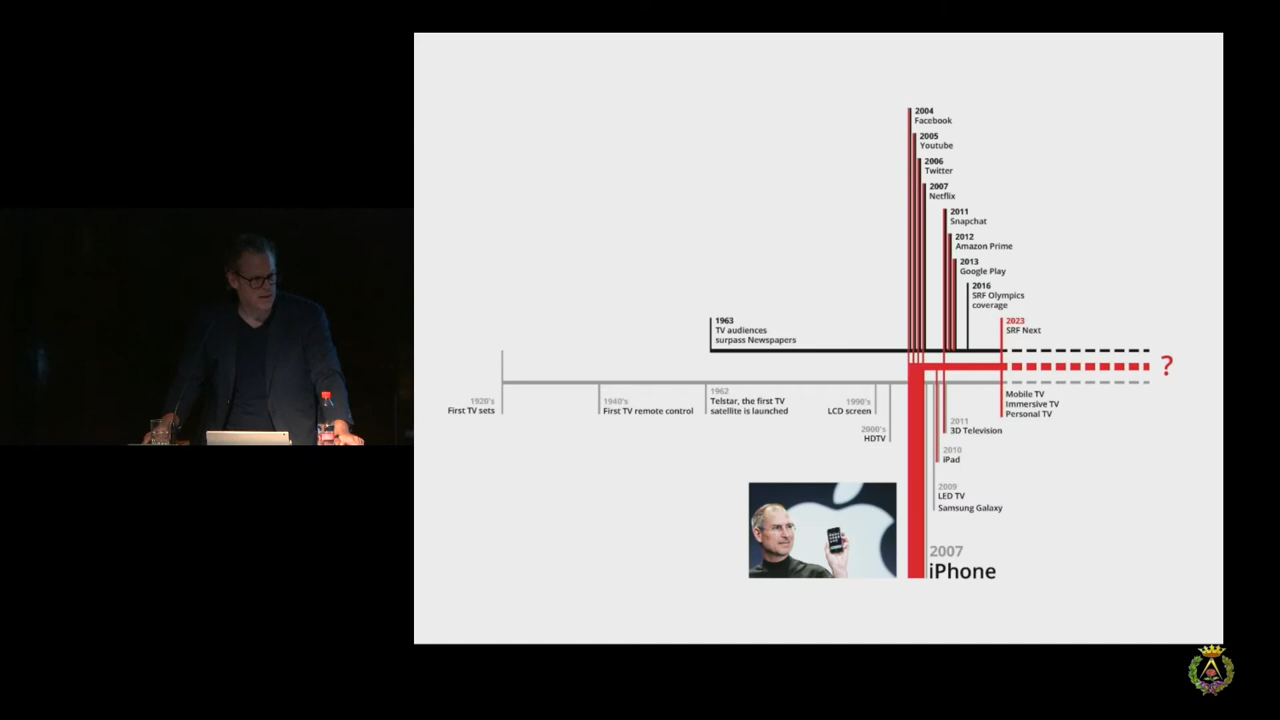 2004
Facebook
2005
Youtube
2006
Twitter
2007
Netflix
2011
Snapchat
2012
Amazon Prime
2013
Google Play
2016
SRF Olympics
coverage
1963
TV audiences
surpass Newspapers
2023
SRF Next
?
1920's
First TV sets
1940's
First TV remote control
1962
Telstar, the first TV
satellite is launched
1990's
LCD screen
2000's
HDTV
Mobile TV
Immersive TV
Personal TV
2011
3D Television
2010
iPad
2009
LED TV
Samsung Galaxy
2007
iPhone